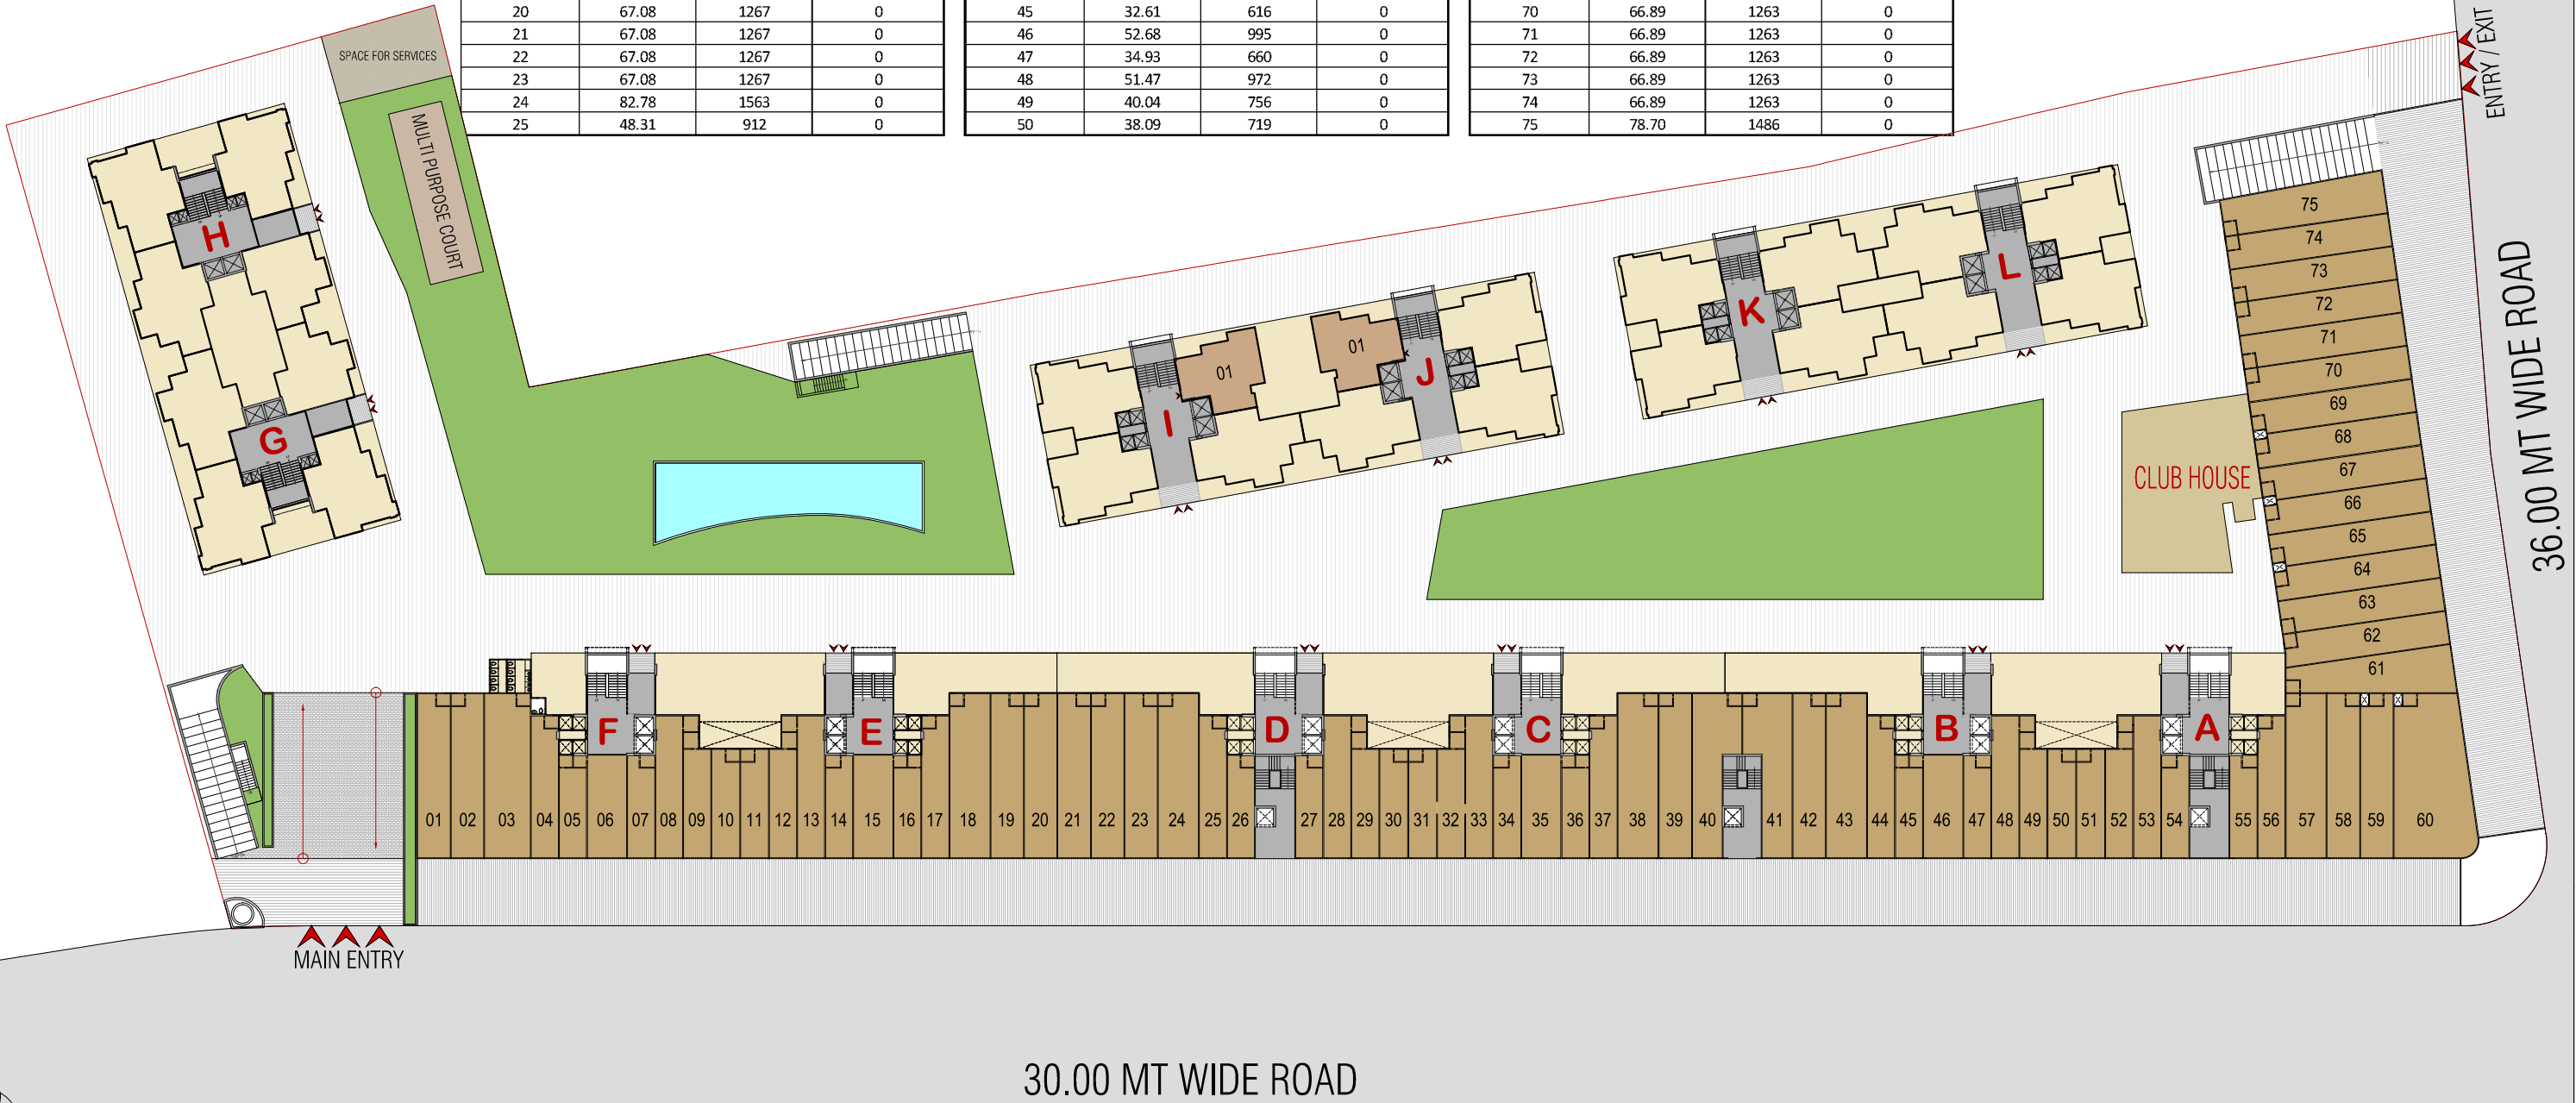 20 67.08 1267 0 45 32.61 616 0 70 66.89 1263 0
21 67.08 1267 0 46 52.68 995 0 71 66.89 1263 0
22 67.08 1267 0 47 34.93 660 0 72 66.89 1263 0
23 67.08 1267 0 48 51.47 972 0 73 66.89 1263 0
24 82.78 1563 0 49 40.04 756 0 74 66.89 1263 0
25 48.31 912 0 50 38.09 719 0 75 78.70 1486 0
SPACE FOR SERVICES
MULTI PURPOSE COURT
ENTRY / EXIT
36.00 MT WIDE ROAD
H
G
I
01
01
J
K
L
CLUB HOUSE
75
74
73
72
71
70
69
68
67
66
65
64
63
62
61
F E D C B A
01 02 03 04 05 06 07 08 09 10 11 12 13 14 15 16 17 18 19 20 21 22 23 24 25 26 27 28 29 30 31 32 33 34 35 36 37 38 39 40 41 42 43 44 45 46 47 48 49 50 51 52 53 54 55 56 57 58 59 60
MAIN ENTRY
30.00 MT WIDE ROAD